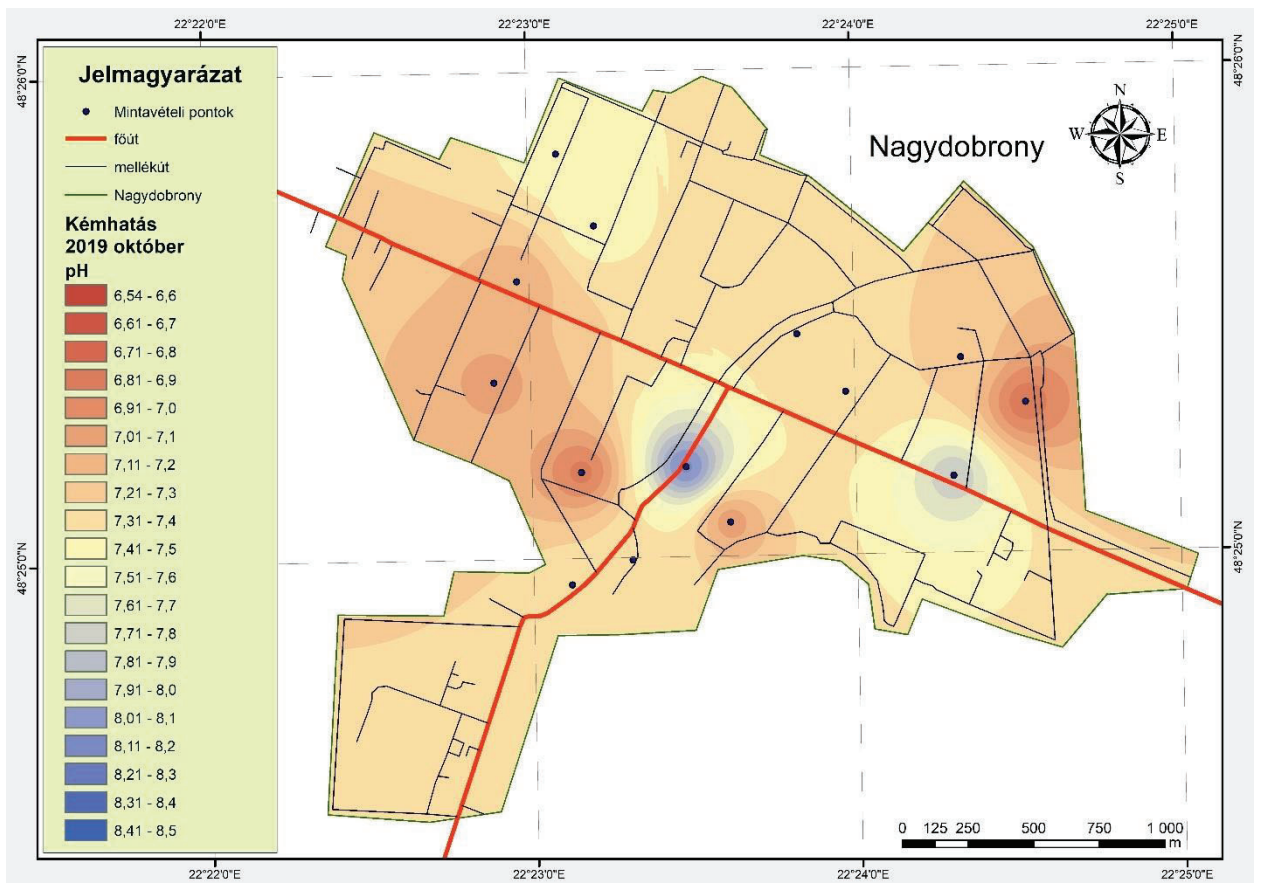 22°22'0"E
22°23'0"E
22°24'0"E
22°25'0"E
48°26'0"N
48°25'0"N
Jelmagyarázat
Mintavételi pontok
főút
mellékút
Nagydobrony
Kémhatás
2019 október
pH
6,54 - 6,6
6,61 - 6,7
6,71 - 6,8
6,81 - 6,9
6,91 - 7,0
7,01 - 7,1
7,11 - 7,2
7,21 - 7,3
7,31 - 7,4
7,41 - 7,5
7,51 - 7,6
7,61 - 7,7
7,71 - 7,8
7,81 - 7,9
7,91 - 8,0
8,01 - 8,1
8,11 - 8,2
8,21 - 8,3
8,31 - 8,4
8,41 - 8,5
Nagydobrony
N
W E
S
48°26'0"N
48°25'0"N
0 125 250 500 750 1 000
m
22°22'0"E
22°23'0"E
22°24'0"E
22°25'0"E